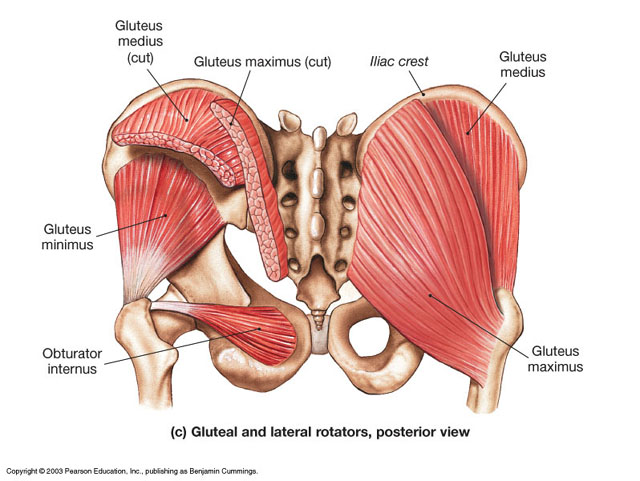 Gluteus
medius
(cut)
Gluteus maximus (cut)
Iliac crest
Gluteus
medius
Gluteus
minimus
Obturator
internus
Gluteus
maximus
(c) Gluteal and lateral rotators, posterior view
Copyright © 2003 Pearson Education, Inc., publishing as Benjamin Cummings.